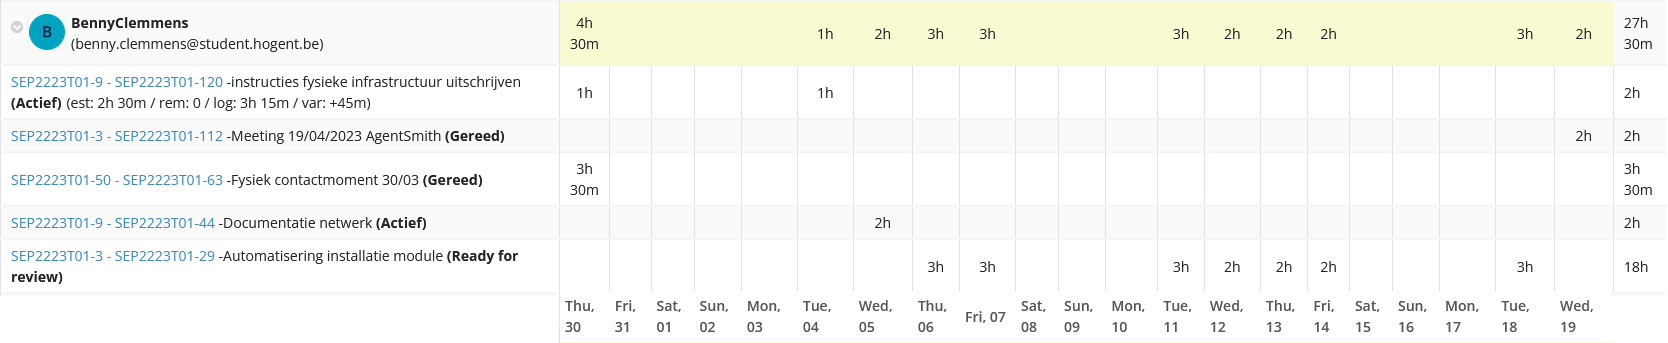 B BennyClemmens
(benny.clemmens@student.hogent.be)
4h 30m 1h 2h 3h 3h 3h 2h 2h 2h 3h 2h 27h 30m
SEP2223T01-9 - SEP2223T01-120 -instructies fysieke infrastructuur uitschrijven
(Actief) (est: 2h 30m / rem: 0 / log: 3h 15m / var: +45m)
1h 1h 2h
SEP2223T01-3 - SEP2223T01-112 -Meeting 19/04/2023 AgentSmith (Gereed) 2h 2h
SEP2223T01-50 - SEP2223T01-63 -Fysiek contactmoment 30/03 (Gereed) 3h 30m 3h 30m
SEP2223T01-9 - SEP2223T01-44 -Documentatie netwerk (Actief) 2h 2h
SEP2223T01-3 - SEP2223T01-29 -Automatisering installatie module (Ready for
review)
3h 3h 3h 2h 2h 2h 3h 18h
Thu, 30 Fri, 31 Sat, 01 Sun, 02 Mon, 03 Tue, 04 Wed, 05 Thu, 06 Fri, 07 Sat, 08 Sun, 09 Mon, 10 Tue, 11 Wed, 12 Thu, 13 Fri, 14 Sat, 15 Sun, 16 Mon, 17 Tue, 18 Wed, 19